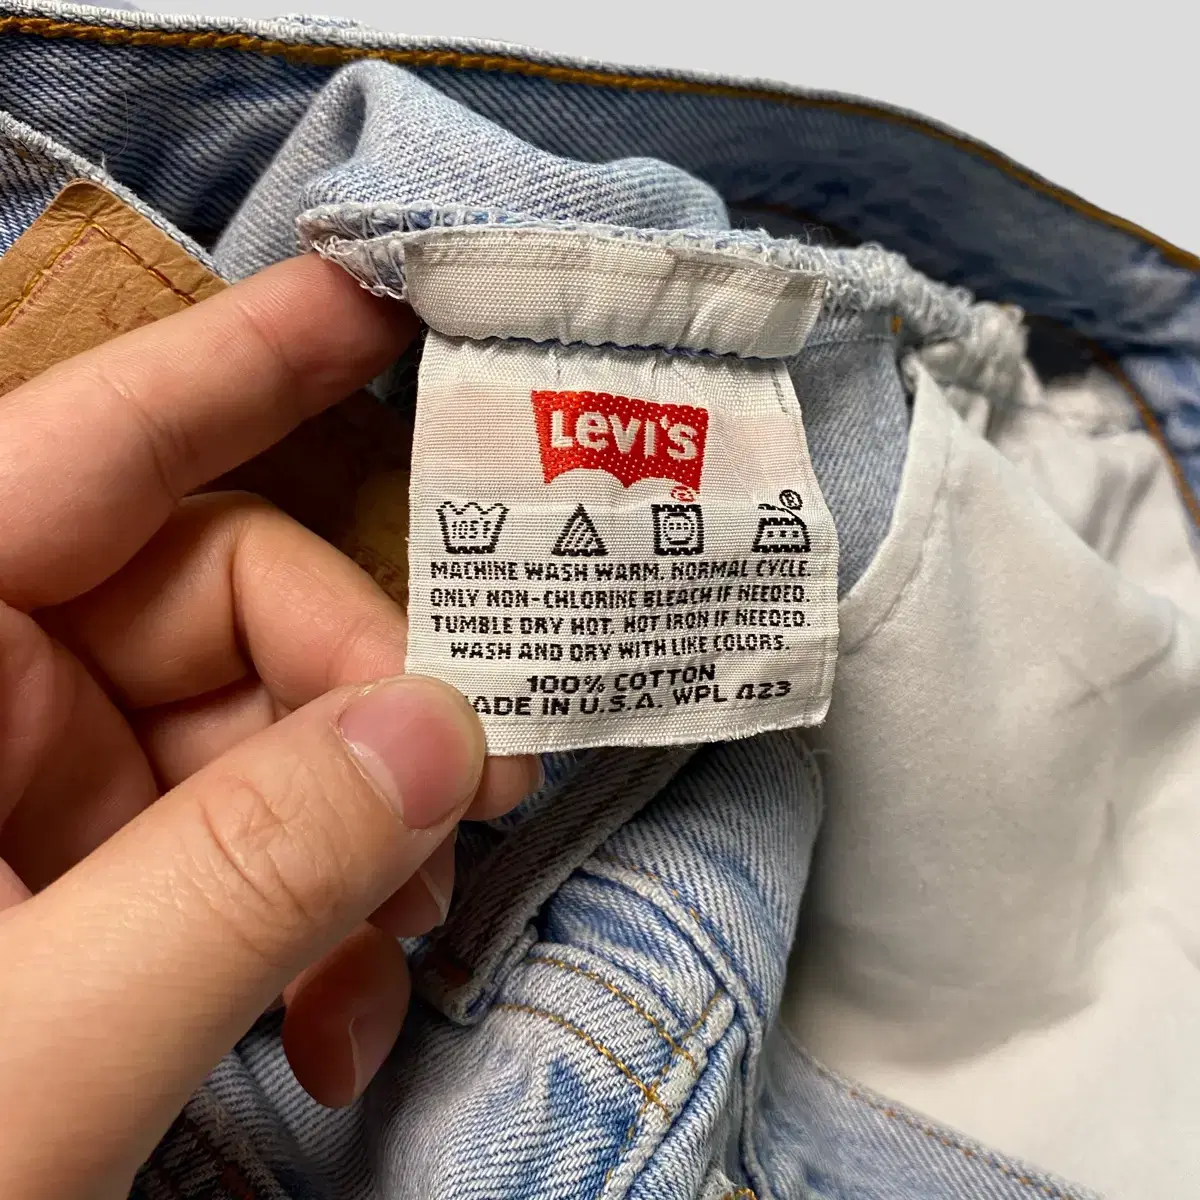 Levi's
®
105F
®
MACHINE WASH WARM. NORMAL CYCLE.
ONLY NON-CHLORINE BLEACH IF NEEDED.
TUMBLE DRY HOT. HOT IRON IF NEEDED.
WASH AND DRY WITH LIKE COLORS.
100% COTTON
ADE IN U.S.A. WPL 423